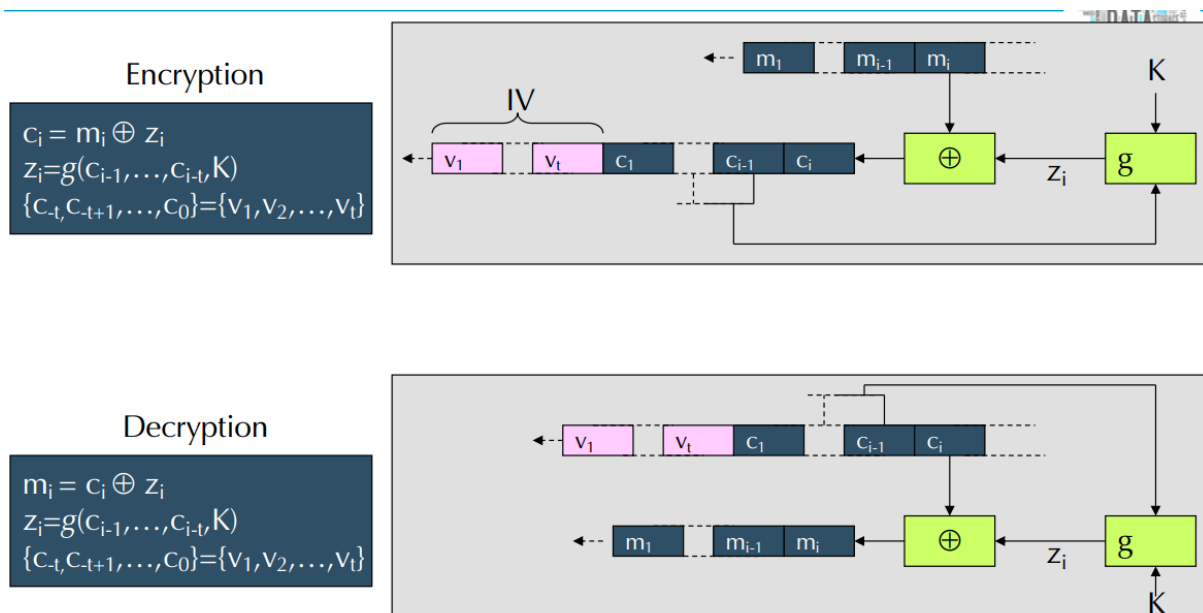 Encryption
cᵢ = mᵢ ⊕ zᵢ
zᵢ=g(cᵢ₋₁,…,cᵢ₋ₜ,K)
{c₋ₜ,c₋ₜ₊₁,…,c₀}={v₁,v₂,…,vₜ}
m₁ mᵢ₋₁ mᵢ
K
IV
v₁ vₜ c₁ cᵢ₋₁ cᵢ ⊕ zᵢ g
Decryption
mᵢ = cᵢ ⊕ zᵢ
zᵢ=g(cᵢ₋₁,…,cᵢ₋ₜ,K)
{c₋ₜ,c₋ₜ₊₁,…,c₀}={v₁,v₂,…,vₜ}
v₁ vₜ c₁ cᵢ₋₁ cᵢ
m₁ mᵢ₋₁ mᵢ ⊕ zᵢ g
K